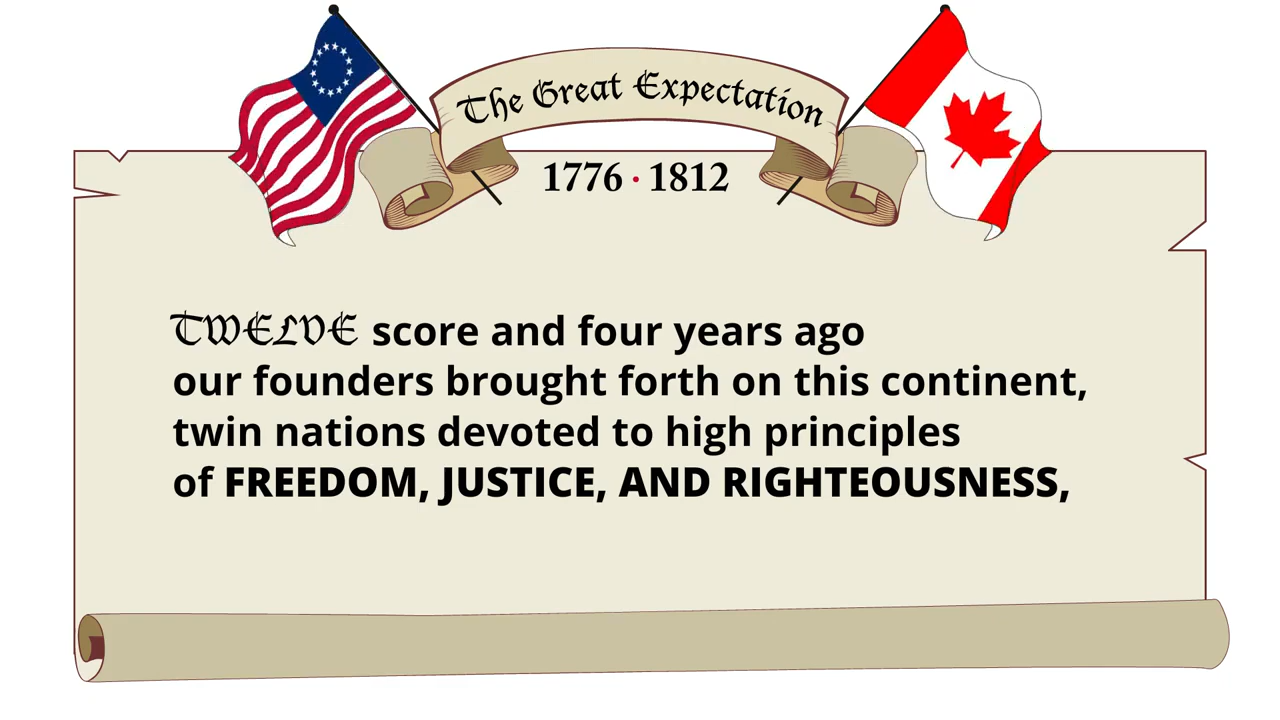 The Great Expectation
1776 · 1812
TWELVE score and four years ago
our founders brought forth on this continent,
twin nations devoted to high principles
of FREEDOM, JUSTICE, AND RIGHTEOUSNESS,